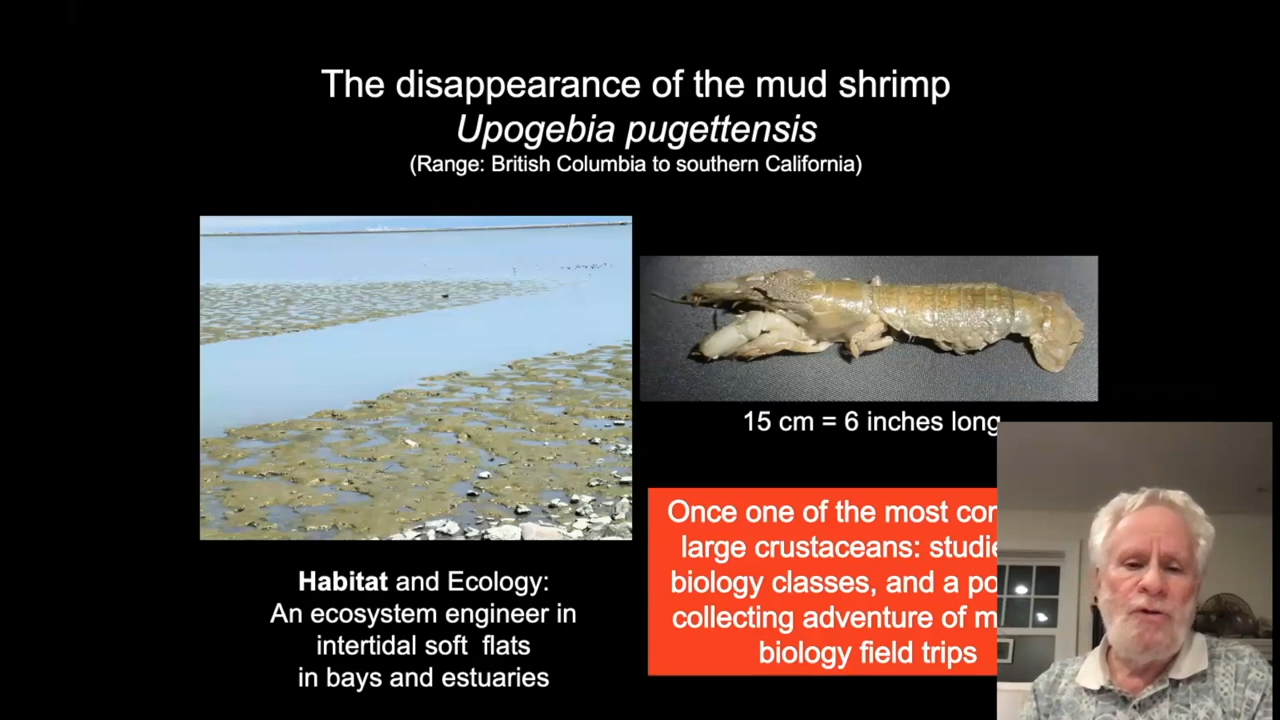 The disappearance of the mud shrimp
Upogebia pugettensis
(Range: British Columbia to southern California)
15 cm = 6 inches long
Once one of the most
large crustaceans:
biology classes, and a
collecting adventure of
biology field trips
Habitat and Ecology:
An ecosystem engineer in
intertidal soft flats
in bays and estuaries